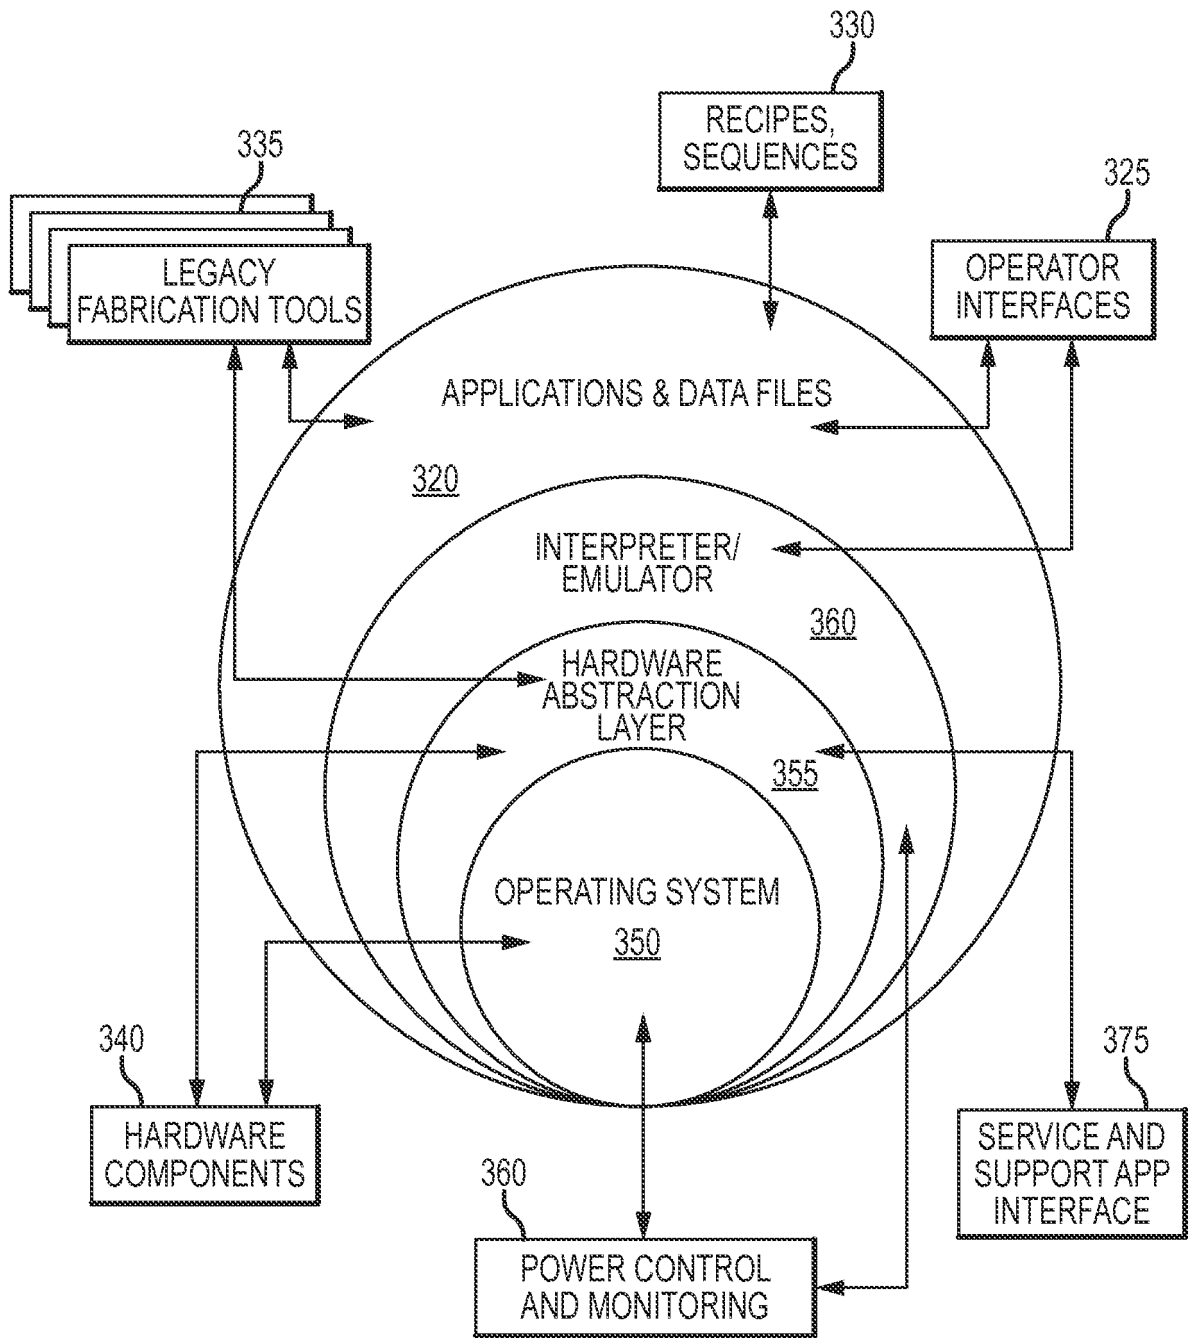 330
RECIPES,
SEQUENCES
335
LEGACY
FABRICATION TOOLS
325
OPERATOR
INTERFACES
APPLICATIONS & DATA FILES
320
INTERPRETER/
EMULATOR
360
HARDWARE
ABSTRACTION
LAYER
355
OPERATING SYSTEM
350
340
HARDWARE
COMPONENTS
375
SERVICE AND
SUPPORT APP
INTERFACE
360
POWER CONTROL
AND MONITORING